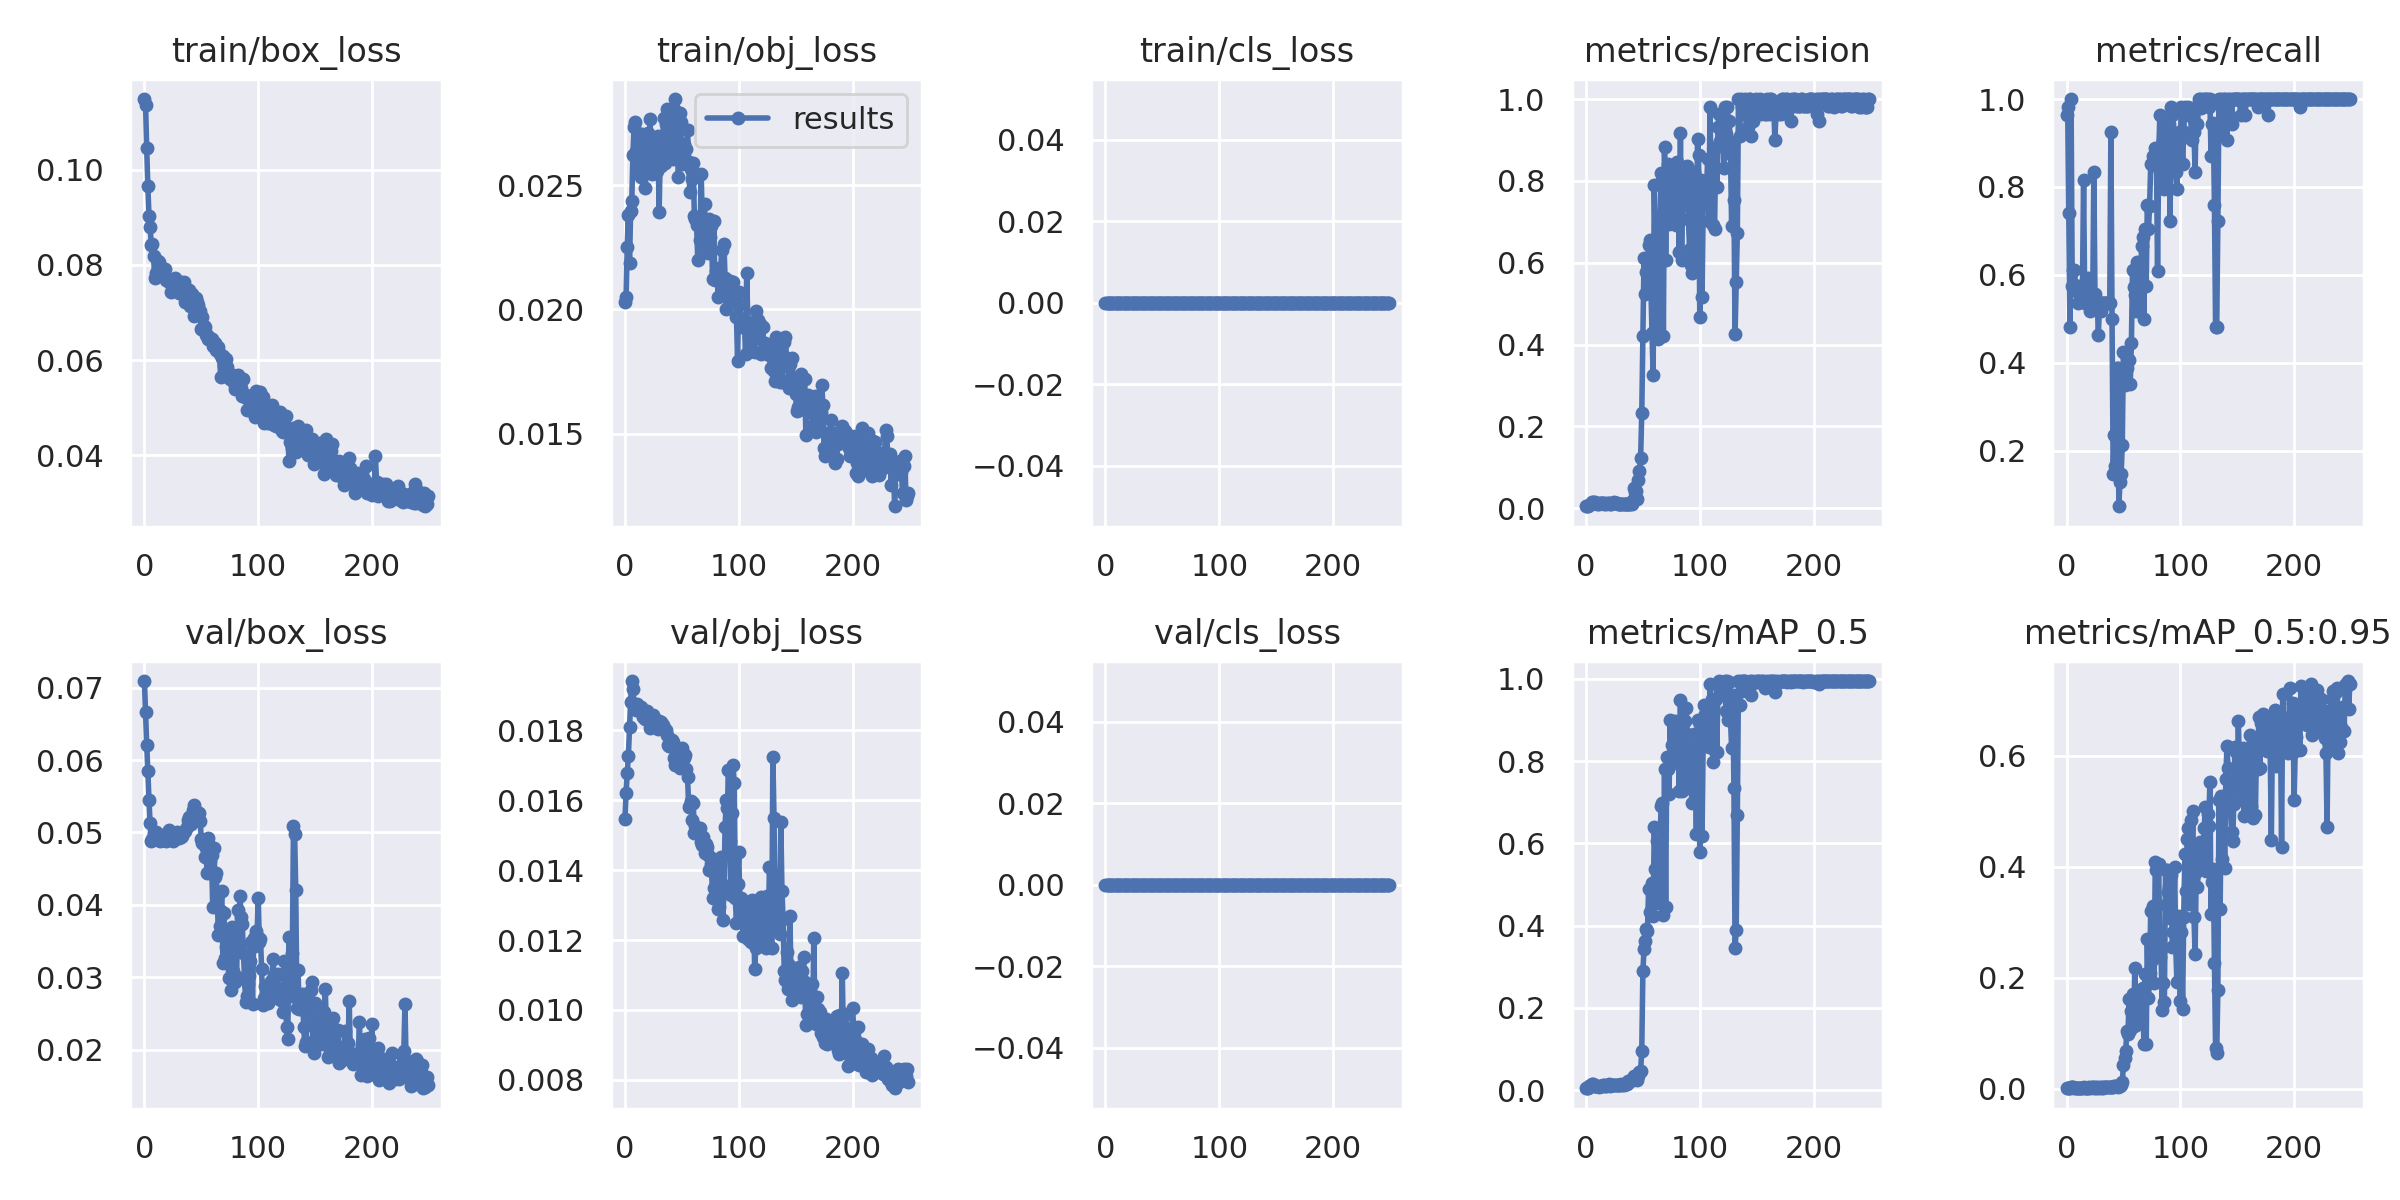 train/box_loss
train/obj_loss
train/cls_loss
metrics/precision
metrics/recall
0.10
0.08
0.06
0.04
0 100 200
results
0.025
0.020
0.015
0 100 200
0.04
0.02
0.00
−0.02
−0.04
0 100 200
1.0
0.8
0.6
0.4
0.2
0.0
0 100 200
1.0
0.8
0.6
0.4
0.2
0 100 200
val/box_loss
val/obj_loss
val/cls_loss
metrics/mAP_0.5
metrics/mAP_0.5:0.95
0.07
0.06
0.05
0.04
0.03
0.02
0 100 200
0.018
0.016
0.014
0.012
0.010
0.008
0 100 200
0.04
0.02
0.00
−0.02
−0.04
0 100 200
1.0
0.8
0.6
0.4
0.2
0.0
0 100 200
0.6
0.4
0.2
0.0
0 100 200